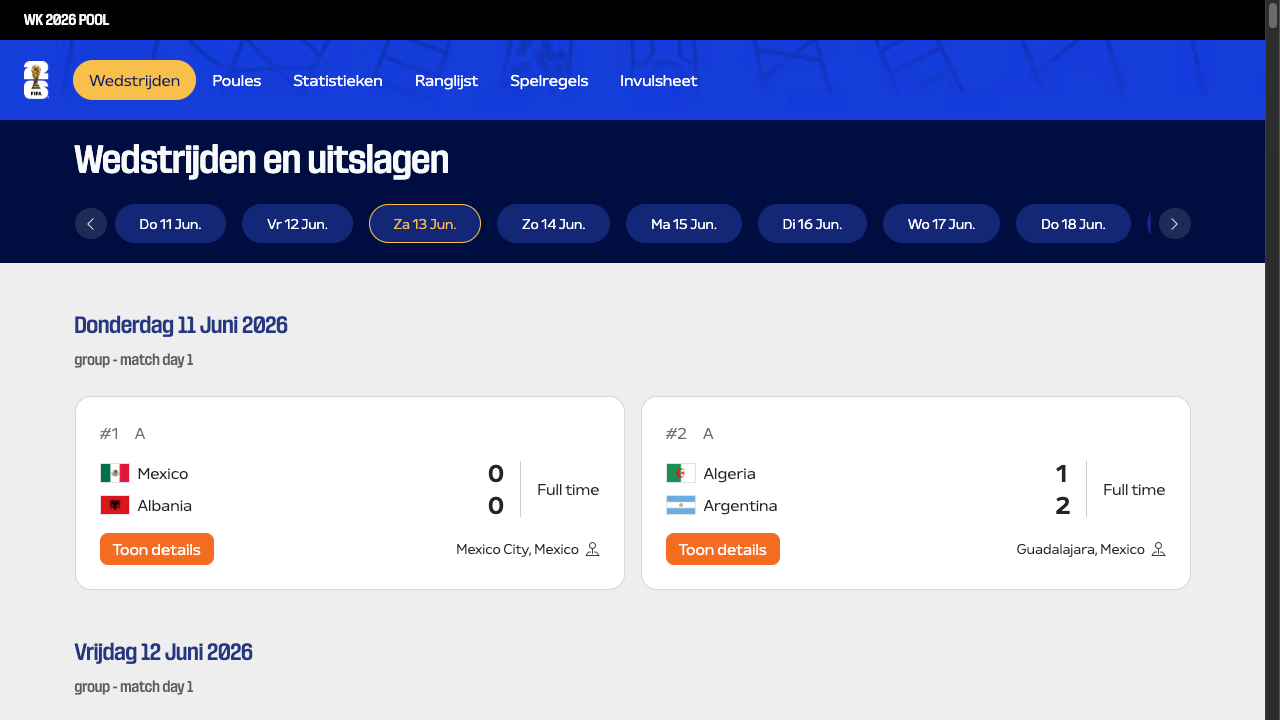 WK 2026 POOL
FIFA
Wedstrijden
Poules
Statistieken
Ranglijst
Spelregels
Invulsheet
Wedstrijden en uitslagen
Do 11 Jun.
Vr 12 Jun.
Za 13 Jun.
Zo 14 Jun.
Ma 15 Jun.
Di 16 Jun.
Wo 17 Jun.
Do 18 Jun.
Donderdag 11 Juni 2026
group - match day 1
#1 A
Mexico 0
Albania 0
Full time
Toon details
Mexico City, Mexico
#2 A
Algeria 1
Argentina 2
Full time
Toon details
Guadalajara, Mexico
Vrijdag 12 Juni 2026
group - match day 1